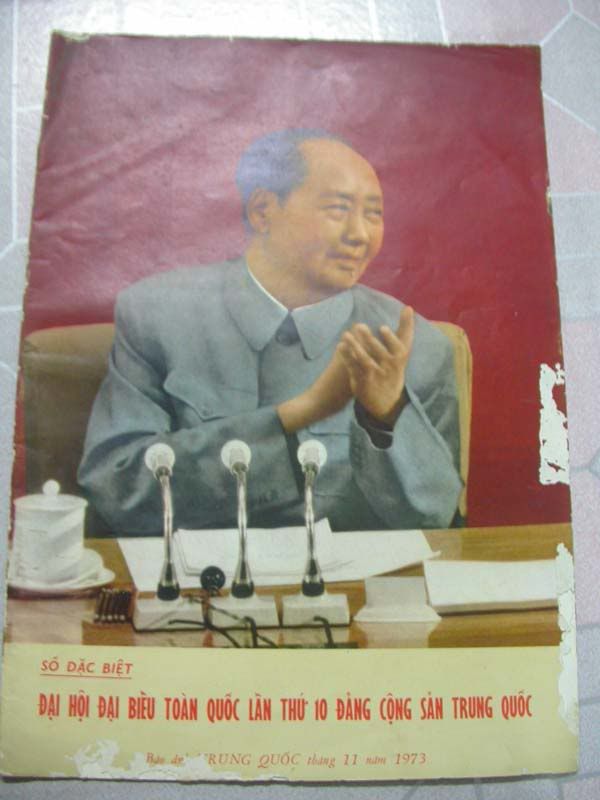 SỐ ĐẶC BIỆT
ĐẠI HỘI ĐẠI BIỂU TOÀN QUỐC LẦN THỨ 10 ĐẢNG CỘNG SẢN TRUNG QUỐC
Báo TRUNG QUỐC tháng 11 năm 1973